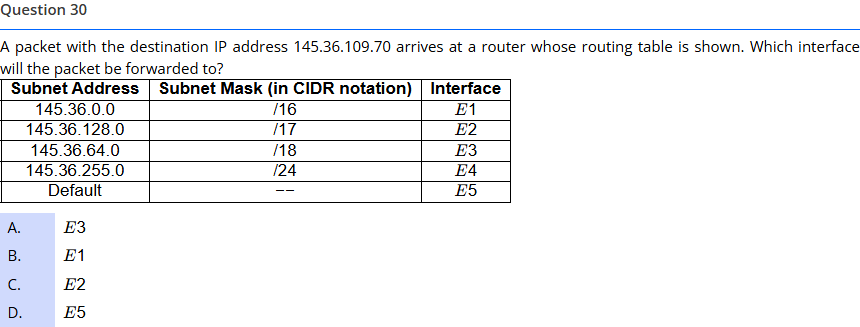 Question 30
A packet with the destination IP address 145.36.109.70 arrives at a router whose routing table is shown. Which interface
will the packet be forwarded to?
Subnet Address Subnet Mask (in CIDR notation) Interface
145.36.0.0 /16 E1
145.36.128.0 /17 E2
145.36.64.0 /18 E3
145.36.255.0 /24 E4
Default −− E5
A. E3
B. E1
C. E2
D. E5